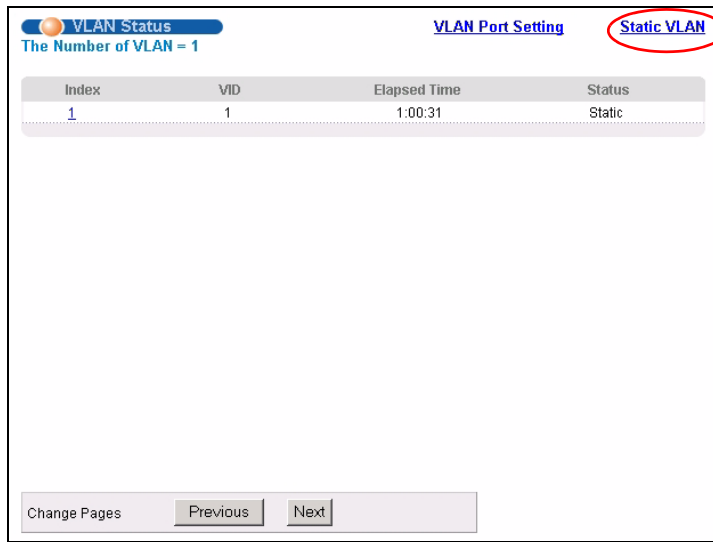 VLAN Status VLAN Port Setting Static VLAN
The Number of VLAN = 1
Index VID Elapsed Time Status
1 1 1:00:31 Static
Change Pages Previous Next